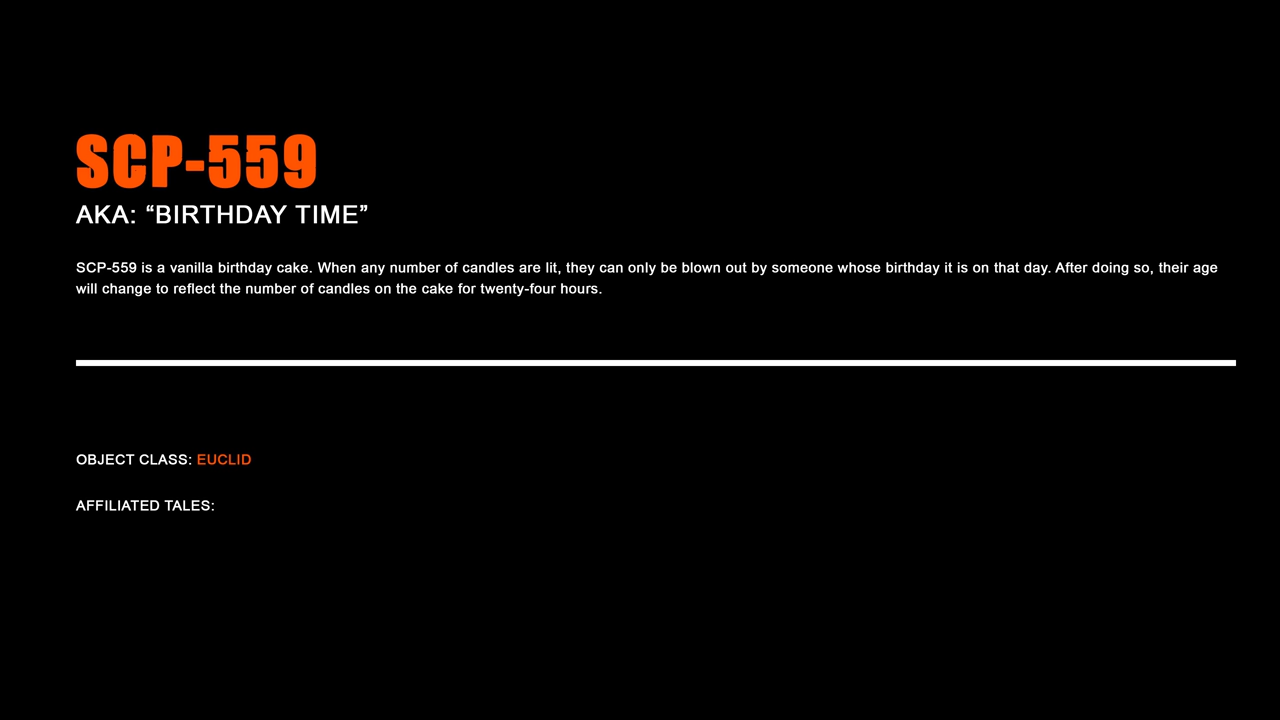 SCP-559
AKA: “BIRTHDAY TIME”
SCP-559 is a vanilla birthday cake. When any number of candles are lit, they can only be blown out by someone whose birthday it is on that day. After doing so, their age
will change to reflect the number of candles on the cake for twenty-four hours.
OBJECT CLASS: EUCLID
AFFILIATED TALES: